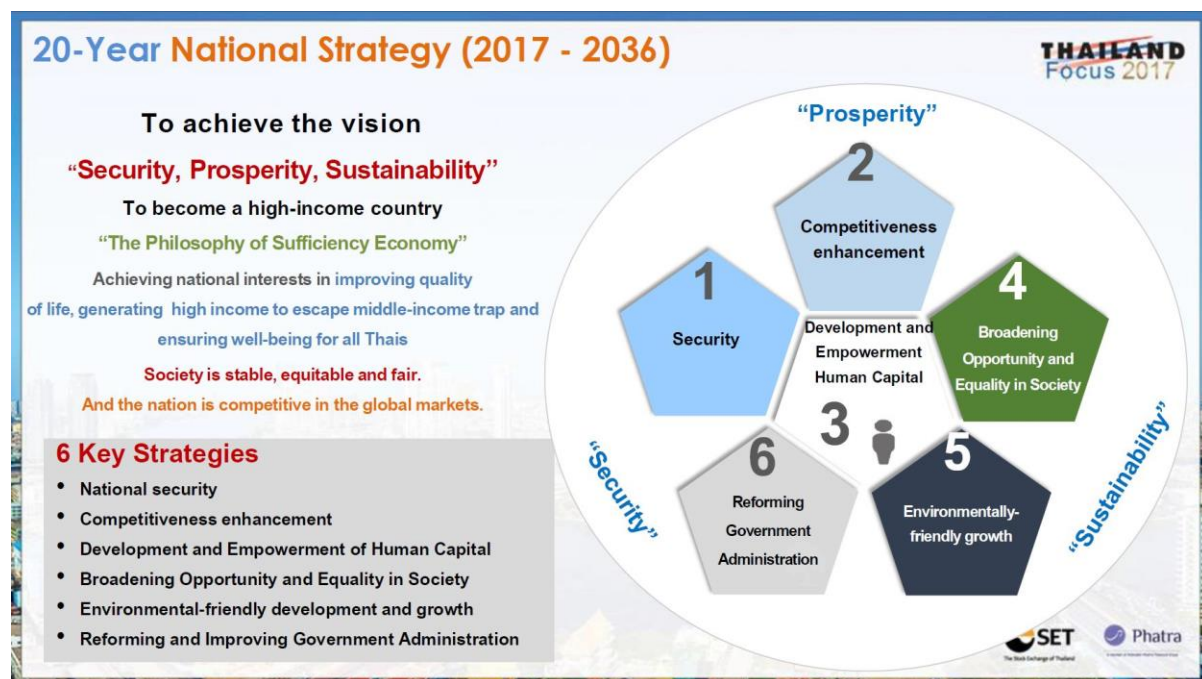 20-Year National Strategy (2017 - 2036)
THAILAND
Focus 2017
To achieve the vision
“Security, Prosperity, Sustainability”
To become a high-income country
“The Philosophy of Sufficiency Economy”
Achieving national interests in improving quality
of life, generating high income to escape middle-income trap and
ensuring well-being for all Thais
Society is stable, equitable and fair.
And the nation is competitive in the global markets.
6 Key Strategies
• National security
• Competitiveness enhancement
• Development and Empowerment of Human Capital
• Broadening Opportunity and Equality in Society
• Environmental-friendly development and growth
• Reforming and Improving Government Administration
“Prosperity”
2
Competitiveness
enhancement
1
Security
Development and
Empowerment
Human Capital
3
4
Broadening
Opportunity and
Equality in Society
6
Reforming
Government
Administration
5
Environmentally-
friendly growth
“Security”
“Sustainability”
SET
The Stock Exchange of Thailand
Phatra